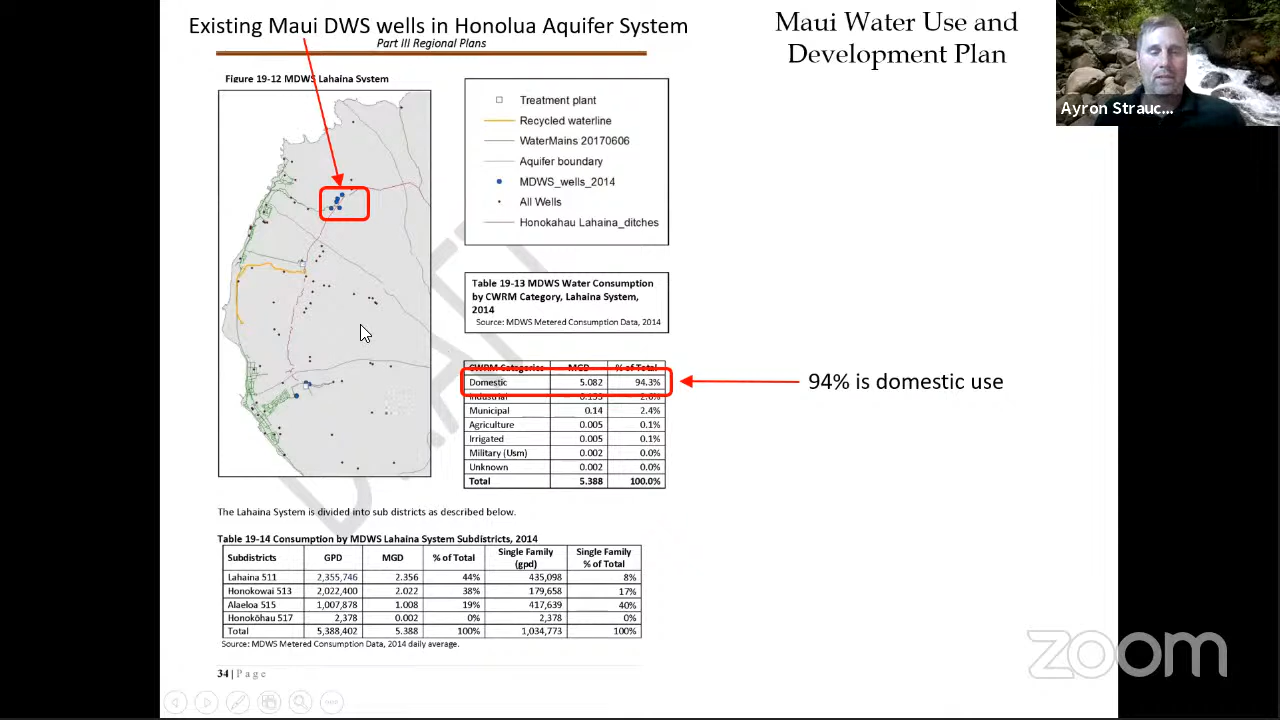 Existing Maui DWS wells in Honolua Aquifer System
Part III Regional Plans
Maui Water Use and
Development Plan
Ayron Strauc...
Figure 19-12 MDWS Lahaina System
Treatment plant
Recycled waterline
WaterMains 20170606
Aquifer boundary
MDWS_wells_2014
All Wells
Honokahau Lahaina_ditches
Table 19-13 MDWS Water Consumption
by CWRM Category, Lahaina System,
2014
Source: MDWS Metered Consumption Data, 2014
CWRM Categories MGD % of Total
Domestic 5.082 94.3%
Industrial 2.6%
Municipal 0.14 2.4%
Agriculture 0.005 0.1%
Irrigated 0.005 0.1%
Military (Usm) 0.002 0.0%
Unknown 0.002 0.0%
Total 5.388 100.0%
94% is domestic use
The Lahaina System is divided into sub districts as described below.
Table 19-14 Consumption by MDWS Lahaina System Subdistricts, 2014
Subdistricts GPD MGD % of Total Single Family (gpd) Single Family % of Total
Lahaina 511 2,355,746 2.356 44% 435,098 8%
Honokowai 513 2,022,400 2.022 38% 179,658 17%
Alaeloa 515 1,007,878 1.008 19% 417,639 40%
Honokōhau 517 2,378 0.002 0% 2,378 0%
Total 5,388,402 5.388 100% 1,034,773 100%
Source: MDWS Metered Consumption Data, 2014 daily average.
34 | Page
zoom